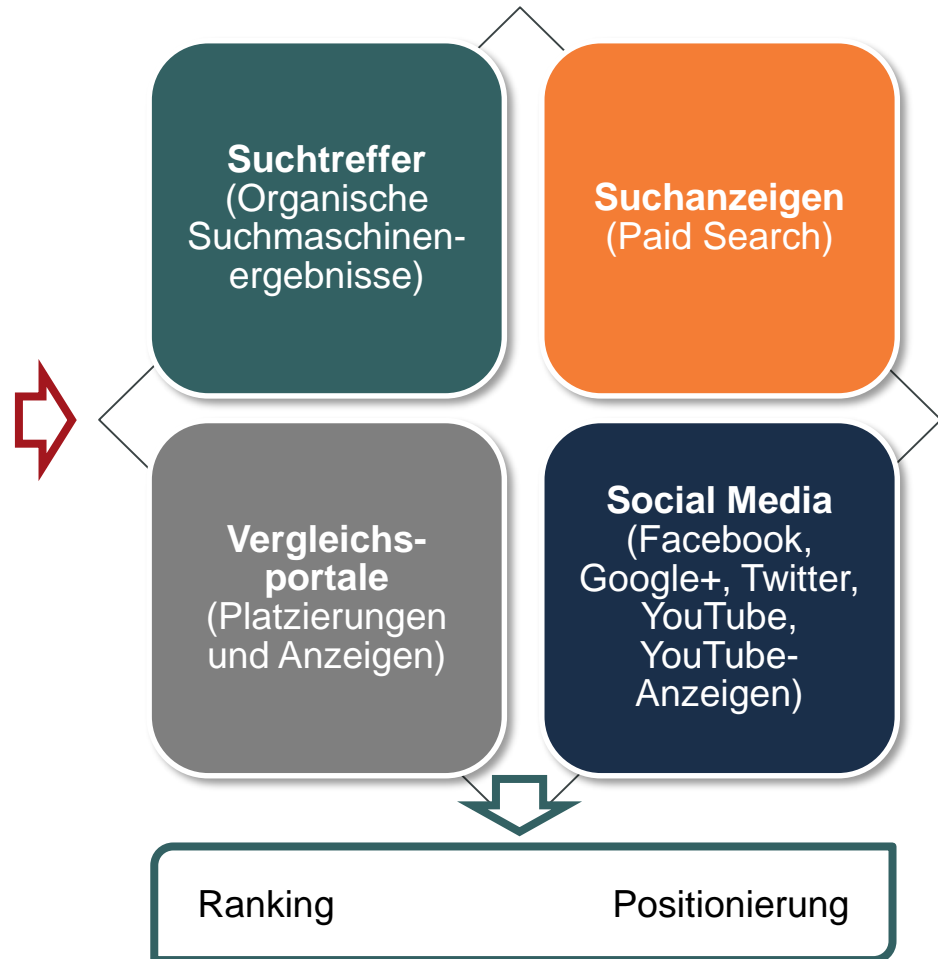 Suchtreffer
(Organische
Suchmaschinen-
ergebnisse)
Suchanzeigen
(Paid Search)
Vergleichs-
portale
(Platzierungen
und Anzeigen)
Social Media
(Facebook,
Google+, Twitter,
YouTube,
YouTube-
Anzeigen)
Ranking Positionierung